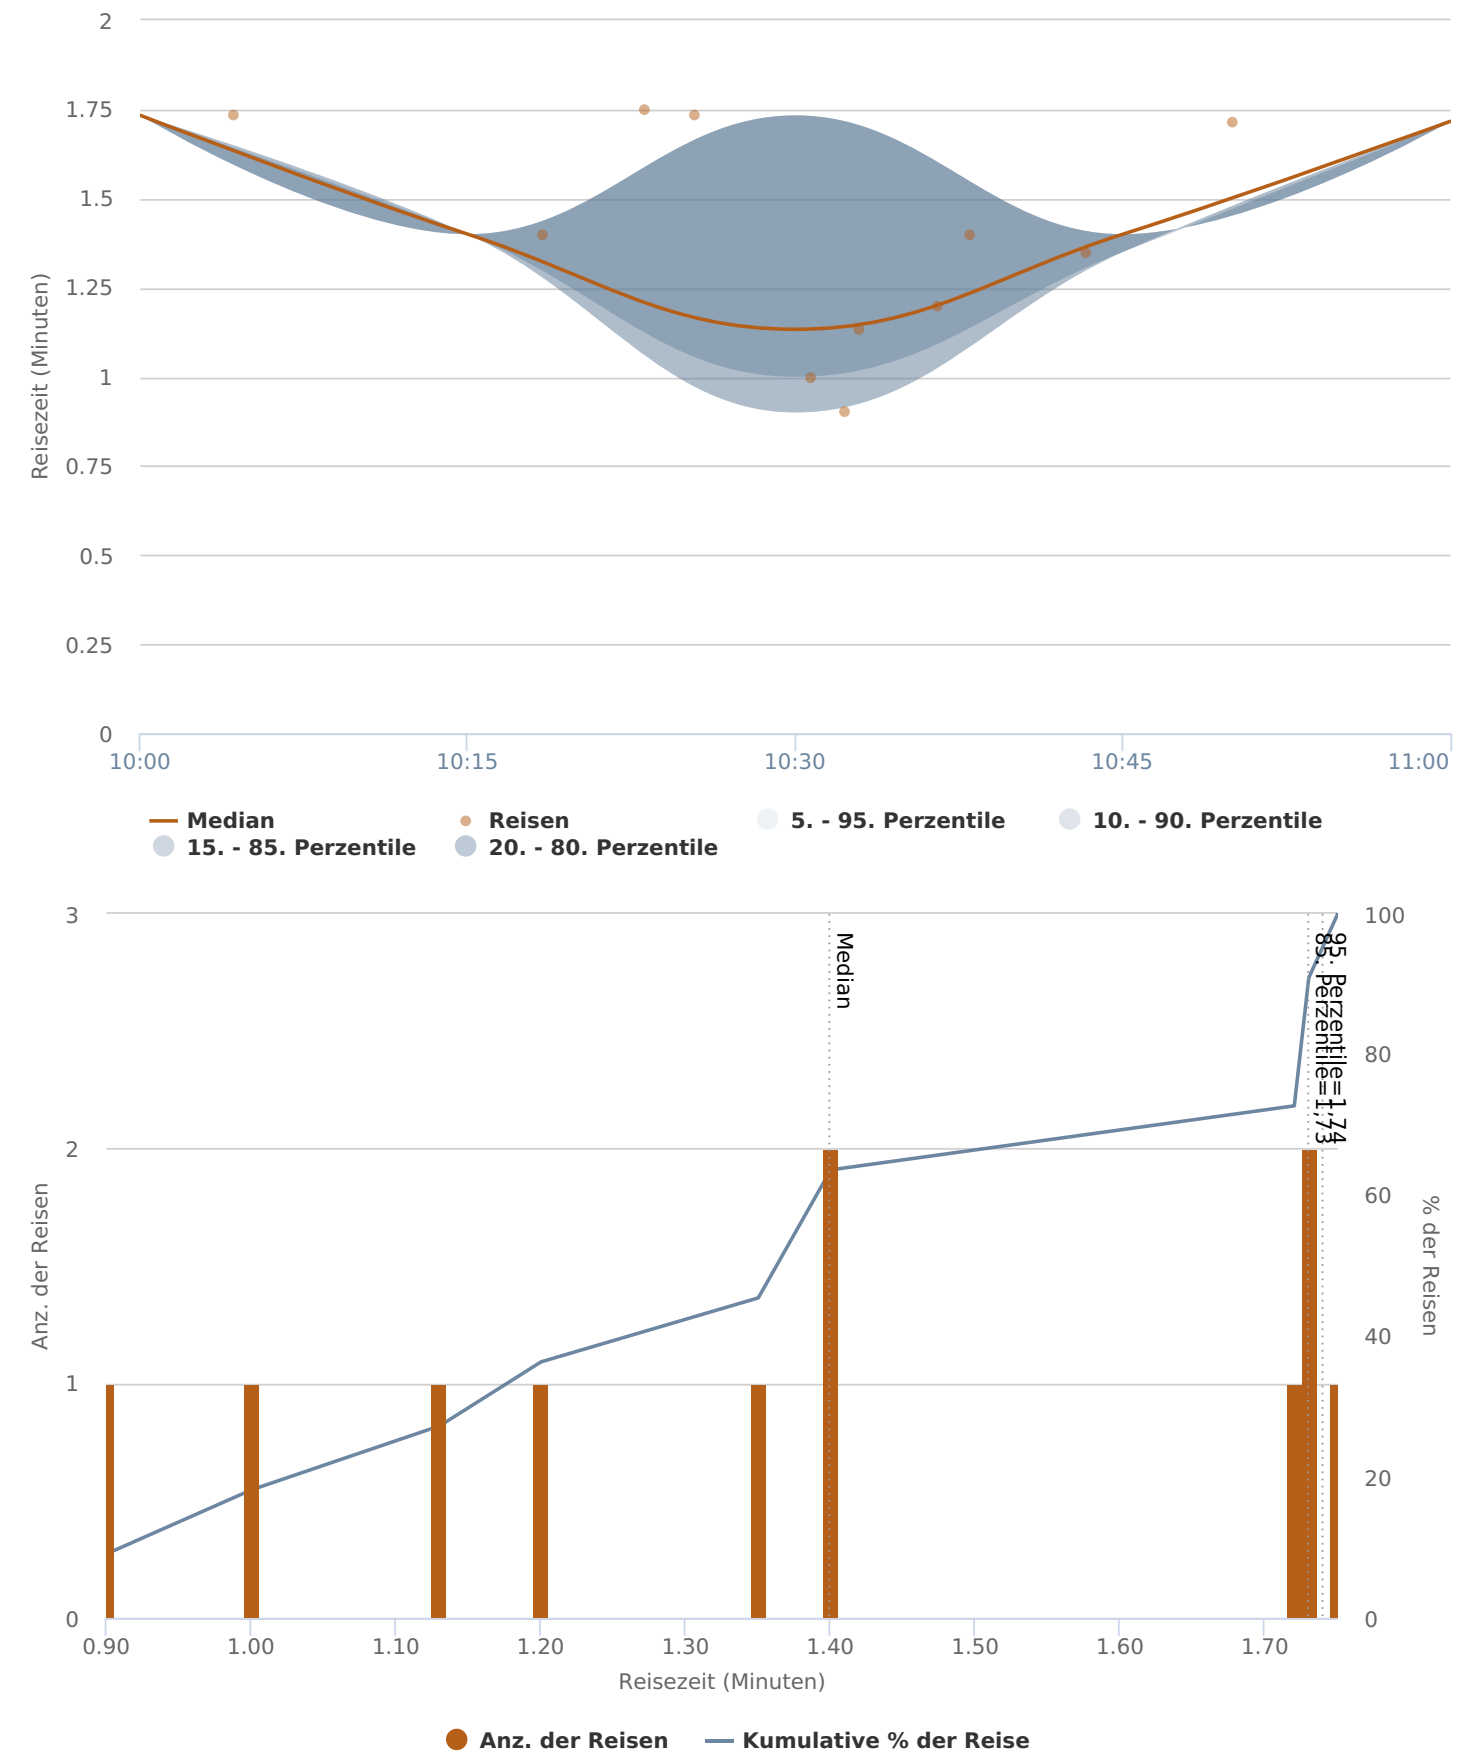 2
1.75
1.5
1.25
1
0.75
0.5
0.25
0
Reisezeit (Minuten)
10:00 10:15 10:30 10:45 11:00
Median Reisen 5. - 95. Perzentile 10. - 90. Perzentile
15. - 85. Perzentile 20. - 80. Perzentile
3
2
1
0
Anz. der Reisen
Median
85. Perzentile=1,73
95. Perzentile=1,74
100
80
60
40
20
0
% der Reisen
0.90 1.00 1.10 1.20 1.30 1.40 1.50 1.60 1.70
Reisezeit (Minuten)
Anz. der Reisen Kumulative % der Reise